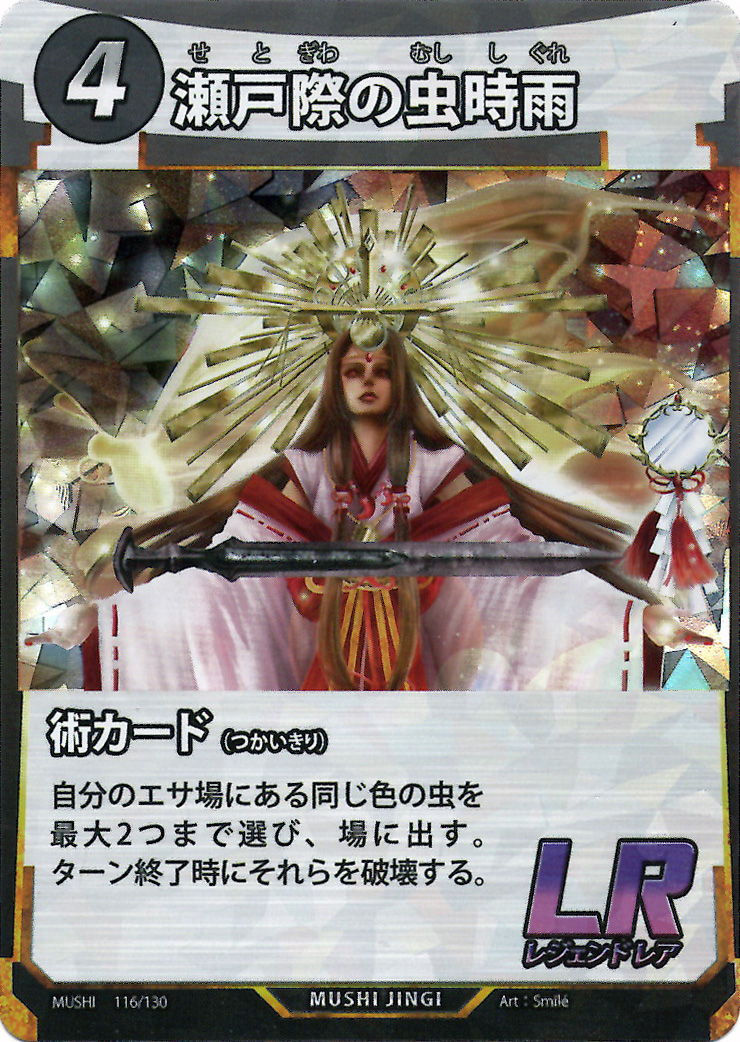 4
せとぎわ むししぐれ
瀬戸際の虫時雨
術カード (つかいきり)
自分のエサ場にある同じ色の虫を
最大2つまで選び、場に出す。
ターン終了時にそれらを破壊する。
LR
レジェンドレア
MUSHI 116/130
MUSHI JINGI
Art：Smilé